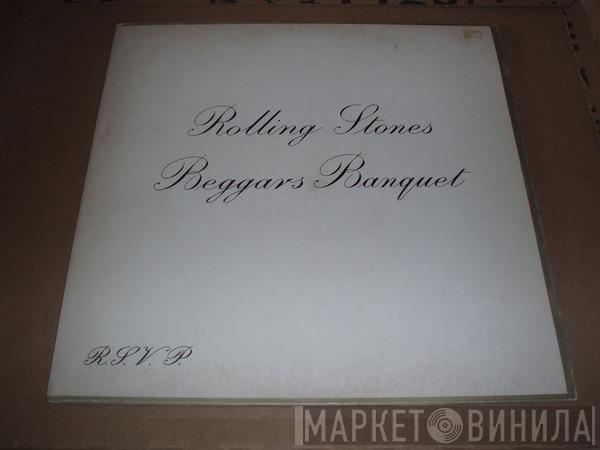 Rolling Stones
Beggars Banquet
R.S.V.P.
МАРКЕТ ВИНИЛА